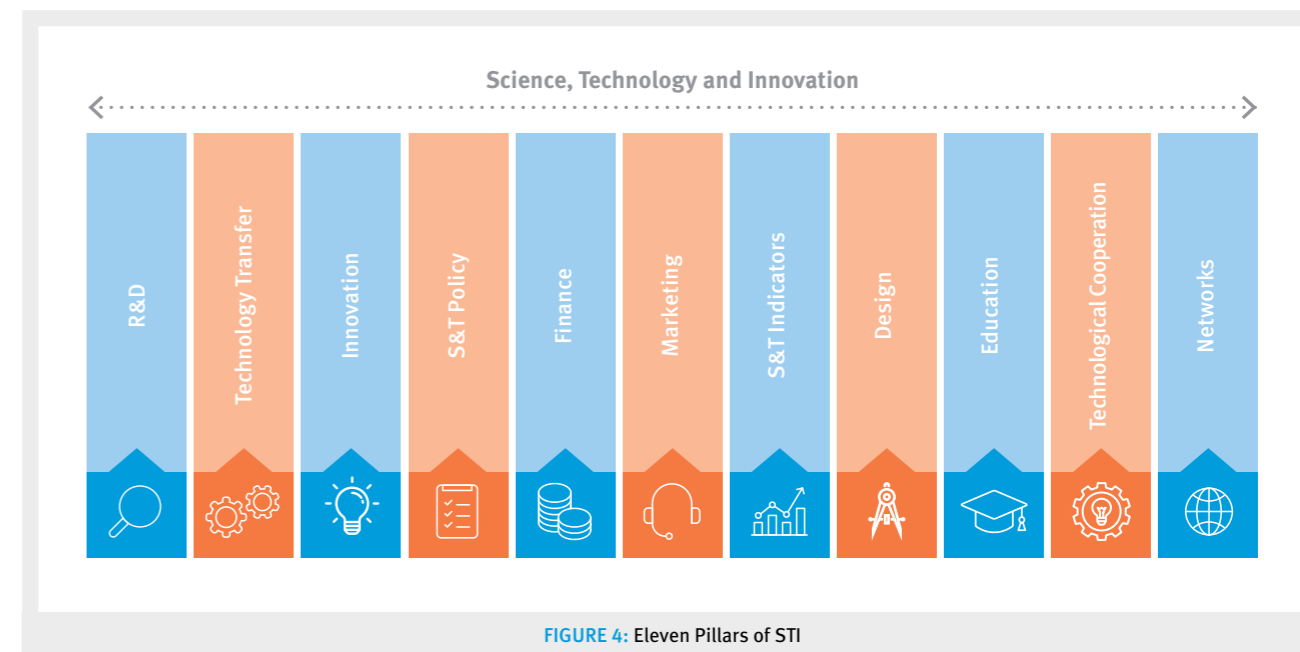 Science, Technology and Innovation
R&D
Technology Transfer
Innovation
S&T Policy
Finance
Marketing
S&T Indicators
Design
Education
Technological Cooperation
Networks
FIGURE 4: Eleven Pillars of STI